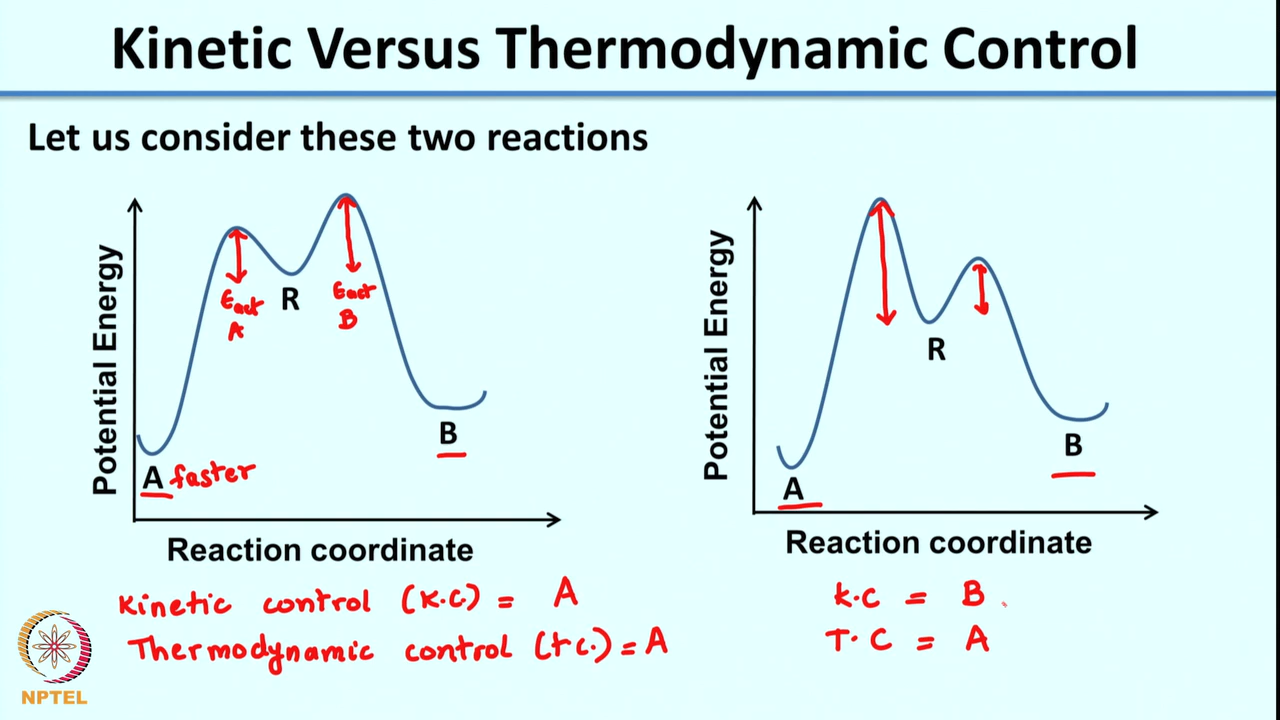 Kinetic Versus Thermodynamic Control
Let us consider these two reactions
Potential Energy
Eact
A
R
Eact
B
A faster
B
Reaction coordinate
Kinetic control (K.C) = A
Thermodynamic control (t c.) = A
Potential Energy
R
A
B
Reaction coordinate
k.C = B
T.C = A
NPTEL